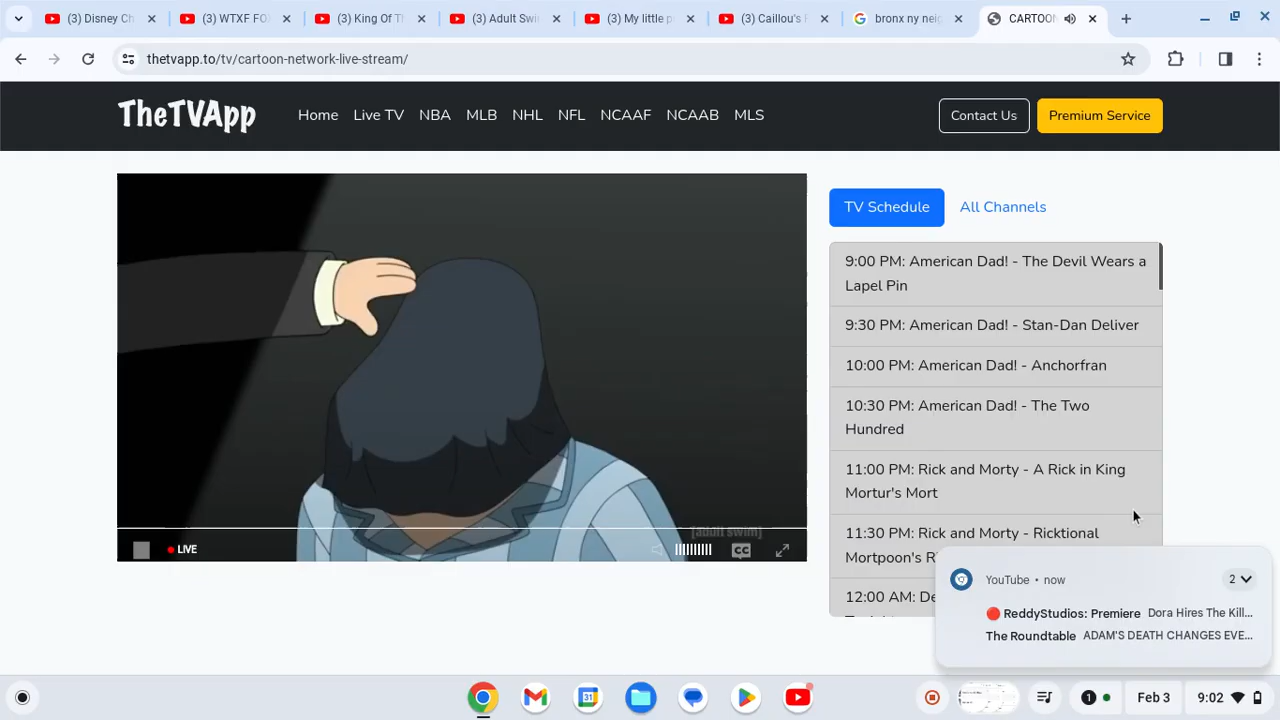 (3) Disney Ch
(3) WTXF FO
(3) King Of T
(3) Adult Swi
(3) My little p
(3) Caillou's
bronx ny neig
CARTOON
thetvapp.to/tv/cartoon-network-live-stream/
TheTVApp
Home
Live TV
NBA
MLB
NHL
NFL
NCAAF
NCAAB
MLS
Contact Us
Premium Service
TV Schedule
All Channels
9:00 PM: American Dad! - The Devil Wears a
Lapel Pin
9:30 PM: American Dad! - Stan-Dan Deliver
10:00 PM: American Dad! - Anchorfran
10:30 PM: American Dad! - The Two
Hundred
11:00 PM: Rick and Morty - A Rick in King
Mortur's Mort
11:30 PM: Rick and Morty - Ricktional
Mortpoon's R
12:00 AM: De
[adult swim]
LIVE
CC
YouTube • now
2
ReddyStudios: Premiere Dora Hires The Kill...
The Roundtable ADAM'S DEATH CHANGES EVE...
31
1
Feb 3
9:02